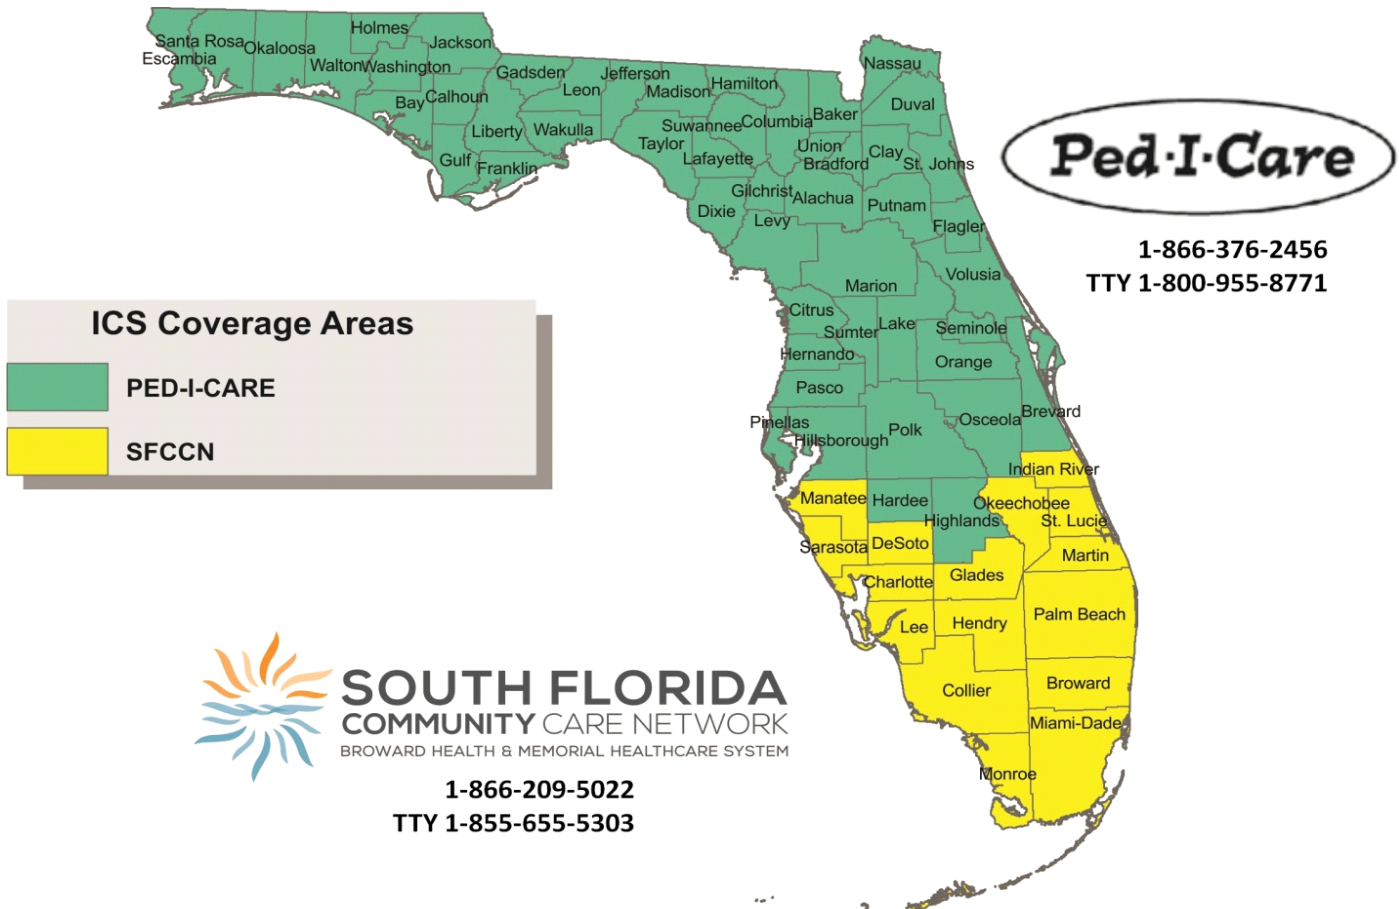 Holmes
Jackson
Santa Rosa
Okaloosa
Escambia
Walton
Washington
Gadsden
Jefferson
Leon
Madison
Hamilton
Nassau
Bay
Calhoun
Duval
Baker
Liberty
Wakulla
Suwannee
Columbia
Taylor
Union
Lafayette
Bradford
Clay
St. Johns
Gulf
Franklin
Gilchrist
Alachua
Dixie
Levy
Putnam
Flagler
Ped·I·Care
1-866-376-2456
TTY 1-800-955-8771
Volusia
Marion
Citrus
Sumter
Lake
Seminole
Hernando
Orange
Pasco
Brevard
Osceola
Pinellas
Polk
Hillsborough
ICS Coverage Areas
PED-I-CARE
SFCCN
Indian River
Manatee
Hardee
Okeechobee
Highlands
St. Lucie
Sarasota
DeSoto
Martin
Charlotte
Glades
Palm Beach
Lee
Hendry
Collier
Broward
Miami-Dade
Monroe
SOUTH FLORIDA
COMMUNITY CARE NETWORK
BROWARD HEALTH & MEMORIAL HEALTHCARE SYSTEM
1-866-209-5022
TTY 1-855-655-5303